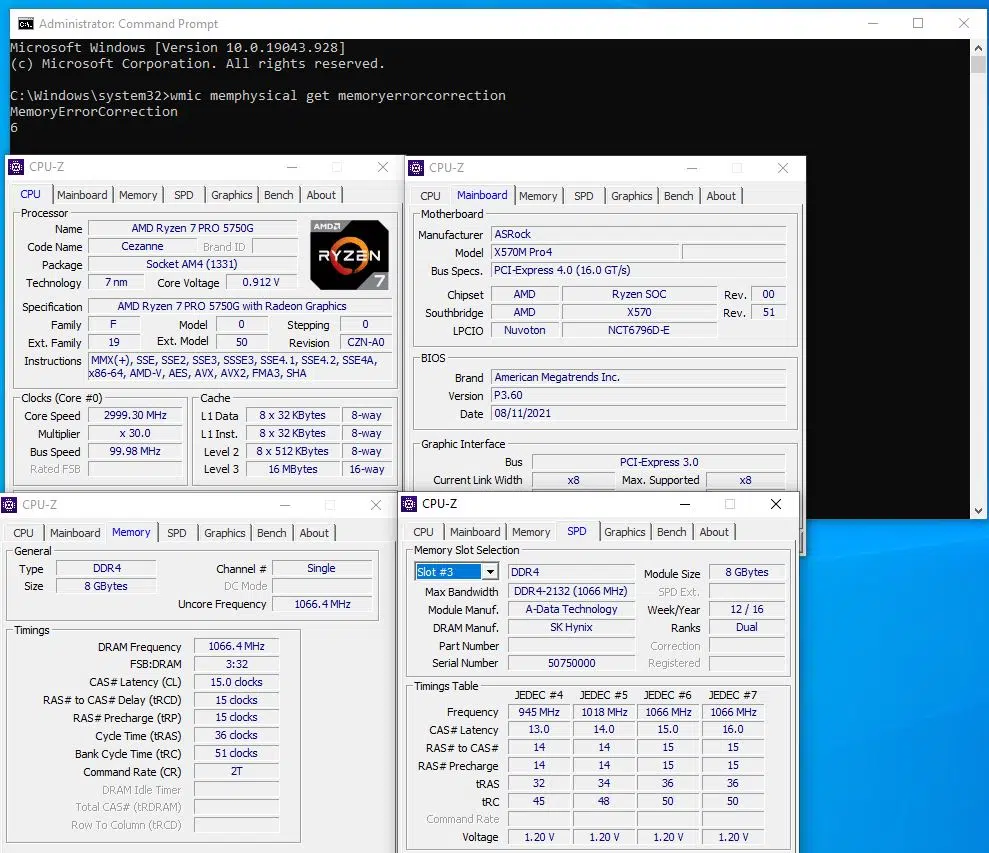 Administrator: Command Prompt
Microsoft Windows [Version 10.0.19043.928]
(c) Microsoft Corporation. All rights reserved.
C:\Windows\system32>wmic memphysical get memoryerrorcorrection
MemoryErrorCorrection
6
CPU-Z
CPU Mainboard Memory SPD Graphics Bench About
Processor
Name AMD Ryzen 7 PRO 5750G
Code Name Cezanne Brand ID
Package Socket AM4 (1331)
Technology 7 nm Core Voltage 0.912 V
AMD
RYZEN
7
Specification AMD Ryzen 7 PRO 5750G with Radeon Graphics
Family F Model 0 Stepping 0
Ext. Family 19 Ext. Model 50 Revision CZN-A0
Instructions MMX(+), SSE, SSE2, SSE3, SSSE3, SSE4.1, SSE4.2, SSE4A,
x86-64, AMD-V, AES, AVX, AVX2, FMA3, SHA
Clocks (Core #0)
Core Speed 2999.30 MHz
Multiplier x 30.0
Bus Speed 99.98 MHz
Rated FSB
Cache
L1 Data 8 x 32 KBytes 8-way
L1 Inst. 8 x 32 KBytes 8-way
Level 2 8 x 512 KBytes 8-way
Level 3 16 MBytes 16-way
CPU-Z
CPU Mainboard Memory SPD Graphics Bench About
Motherboard
Manufacturer ASRock
Model X570M Pro4
Bus Specs. PCI-Express 4.0 (16.0 GT/s)
Chipset AMD Ryzen SOC Rev. 00
Southbridge AMD X570 Rev. 51
LPCIO Nuvoton NCT6796D-E
BIOS
Brand American Megatrends Inc.
Version P3.60
Date 08/11/2021
Graphic Interface
Bus PCI-Express 3.0
Current Link Width x8 Max. Supported x8
CPU-Z
CPU Mainboard Memory SPD Graphics Bench About
General
Type DDR4 Channel # Single
Size 8 GBytes DC Mode
Uncore Frequency 1066.4 MHz
Timings
DRAM Frequency 1066.4 MHz
FSB:DRAM 3:32
CAS# Latency (CL) 15.0 clocks
RAS# to CAS# Delay (tRCD) 15 clocks
RAS# Precharge (tRP) 15 clocks
Cycle Time (tRAS) 36 clocks
Bank Cycle Time (tRC) 51 clocks
Command Rate (CR) 2T
DRAM Idle Timer
Total CAS# (tRDRAM)
Row To Column (tRCD)
CPU-Z
CPU Mainboard Memory SPD Graphics Bench About
Memory Slot Selection
Slot #3 DDR4 Module Size 8 GBytes
Max Bandwidth DDR4-2132 (1066 MHz) SPD Ext.
Module Manuf. A-Data Technology Week/Year 12 / 16
DRAM Manuf. SK Hynix Ranks Dual
Part Number Correction
Serial Number 50750000 Registered
Timings Table
JEDEC #4 JEDEC #5 JEDEC #6 JEDEC #7
Frequency 945 MHz 1018 MHz 1066 MHz 1066 MHz
CAS# Latency 13.0 14.0 15.0 16.0
RAS# to CAS# 14 14 15 15
RAS# Precharge 14 14 15 15
tRAS 32 34 36 36
tRC 45 48 50 50
Command Rate
Voltage 1.20 V 1.20 V 1.20 V 1.20 V